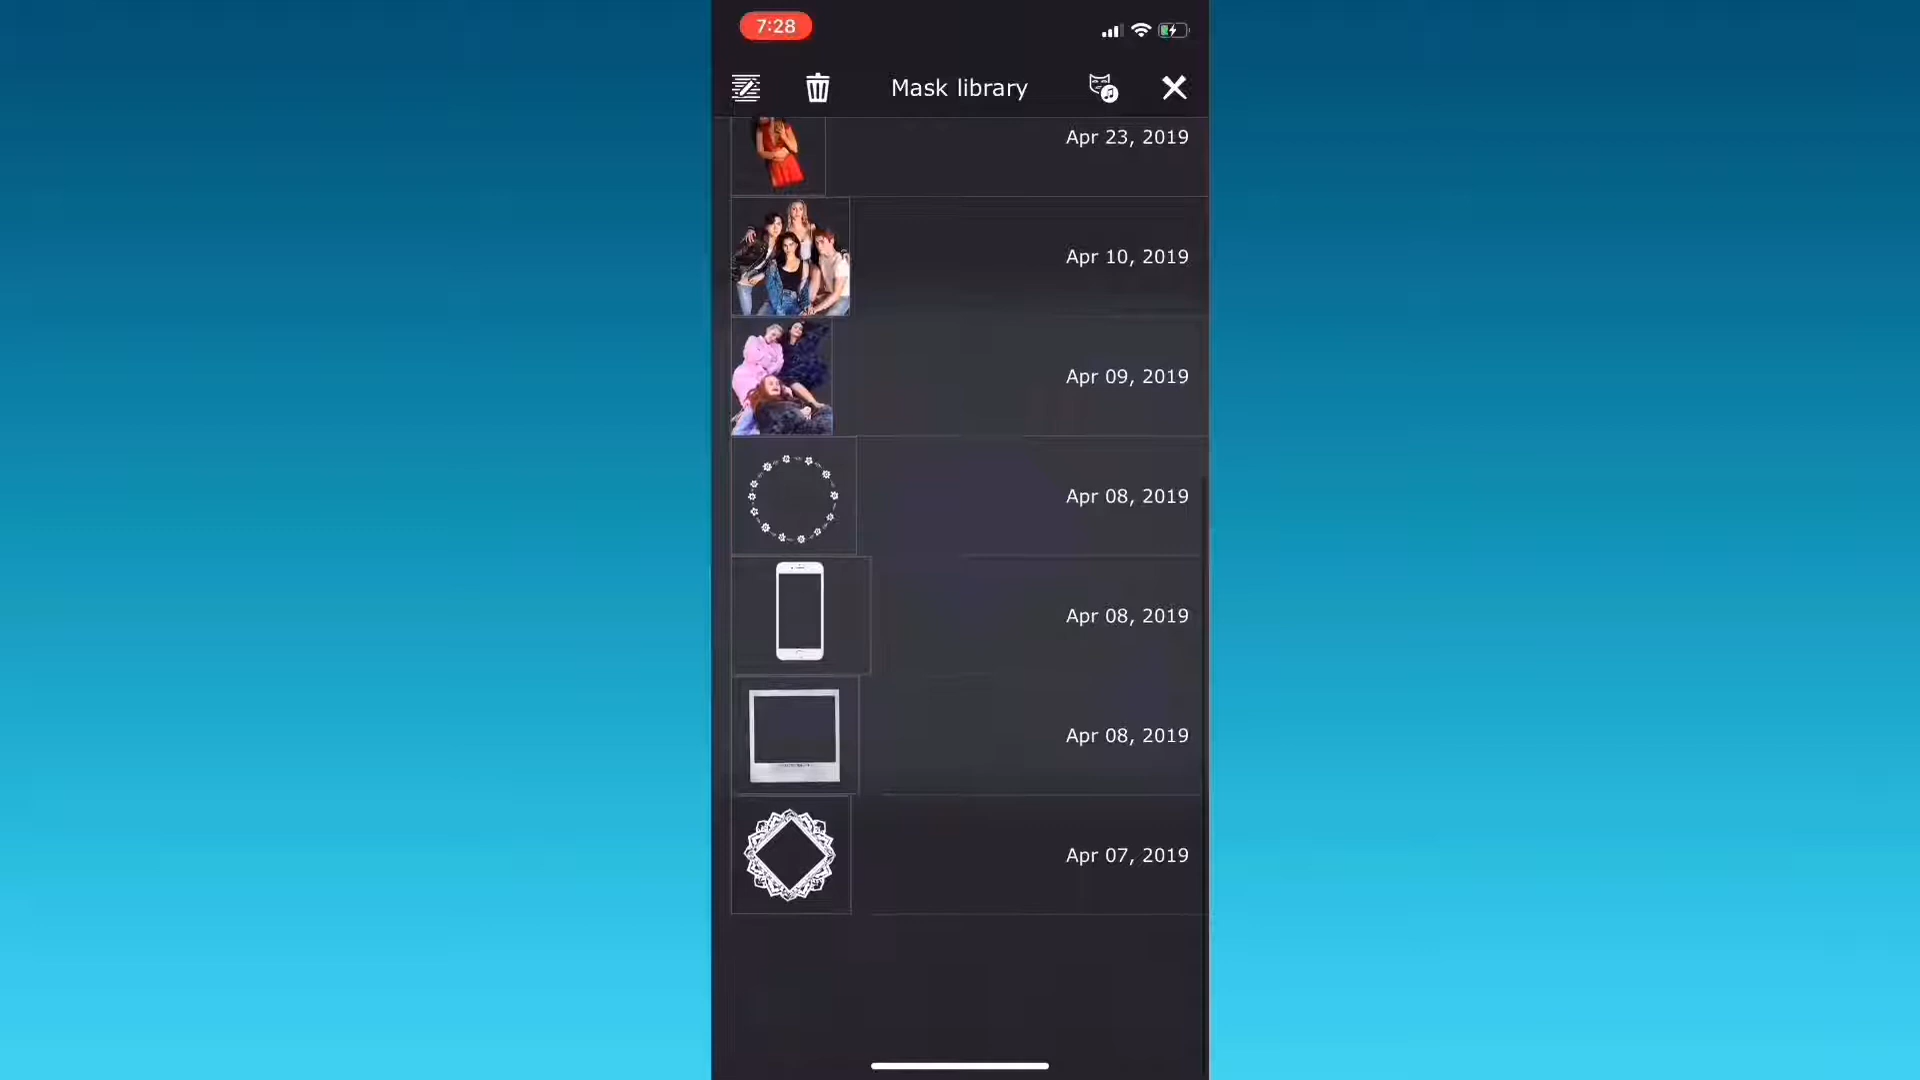 7:28
Mask library
Apr 23, 2019
Apr 10, 2019
Apr 09, 2019
Apr 08, 2019
Apr 08, 2019
Apr 08, 2019
Apr 07, 2019